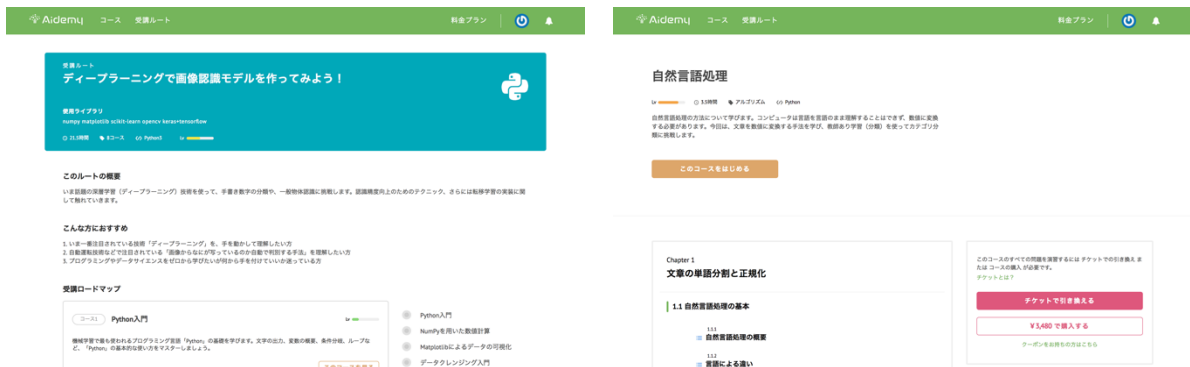 Aidemy コース 受講ルート 料金プラン
受講ルート
ディープラーニングで画像認識モデルを作ってみよう！
使用ライブラリ
numpy matplotlib scikit-learn opencv keras+tensorflow
21.5時間 8コース Python3 Lv
このルートの概要
いま話題の深層学習（ディープラーニング）技術を使って、手書き数字の分類や、一般物体認識に挑戦します。認識精度向上のためのテクニック、さらには転移学習の実装に関
して触れていきます。
こんな方におすすめ
1. いま一番注目されている技術「ディープラーニング」を、手を動かして理解したい方
2. 自動運転技術などで注目されている「画像からなにが写っているのか自動で判別する手法」を理解したい方
3. プログラミングやデータサイエンスをゼロから学びたいが何から手を付けていいか迷っている方
受講ロードマップ
コース1 Python入門 Lv
機械学習で最も使われるプログラミング言語「Python」の基礎を学びます。文字の出力、変数の概要、条件分岐、ループな
ど、「Python」の基本的な使い方をマスターしましょう。
このコースを見る
Python入門
NumPyを用いた数値計算
Matplotlibによるデータの可視化
データクレンジング入門
Aidemy コース 受講ルート 料金プラン
自然言語処理
Lv 3.5時間 アルゴリズム Python
自然言語処理の方法について学びます。コンピュータは言語を言語のまま理解することはできず、数値に変換
する必要があります。今回は、文章を数値に変換する手法を学び、教師あり学習（分類）を使ってカテゴリ分
類に挑戦します。
このコースをはじめる
Chapter 1
文章の単語分割と正規化
1.1 自然言語処理の基本
1.1.1
自然言語処理の概要
1.1.2
言語による違い
このコースのすべての問題を演習するには チケットでの引き換え ま
たは コースの購入 が必要です。
チケットとは？
チケットで引き換える
¥3,480 で購入する
クーポンをお持ちの方はこちら